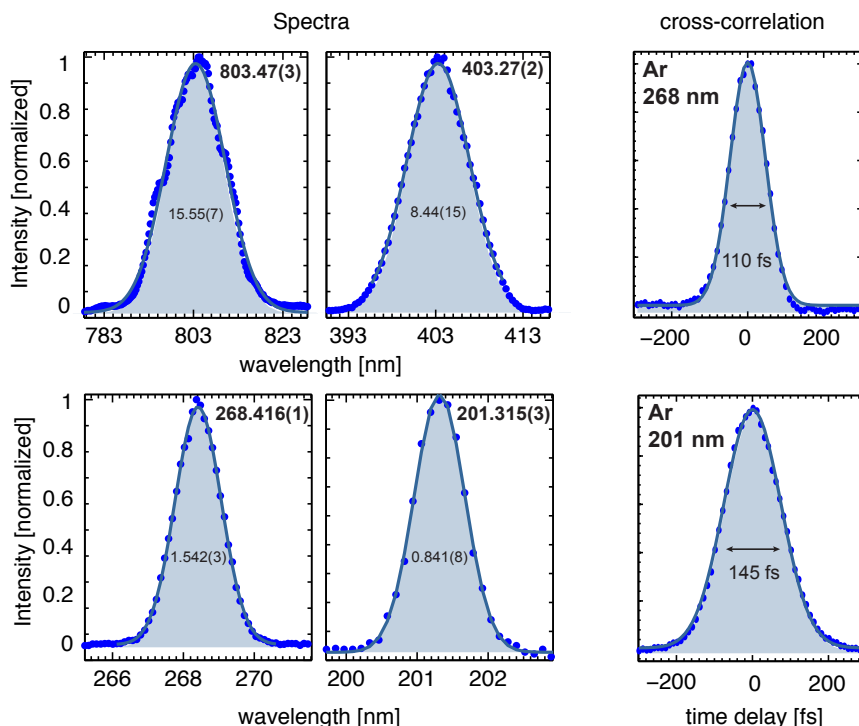 Spectra
cross-correlation
Intensity [normalized]
1
0.8
0.6
0.4
0.2
0
803.47(3)
15.55(7)
783
803
823
403.27(2)
8.44(15)
393
403
413
wavelength [nm]
Ar
268 nm
110 fs
−200
0
200
Intensity [normalized]
1
0.8
0.6
0.4
0.2
0
268.416(1)
1.542(3)
266
268
270
201.315(3)
0.841(8)
200
201
202
wavelength [nm]
Ar
201 nm
145 fs
−200
0
200
time delay [fs]